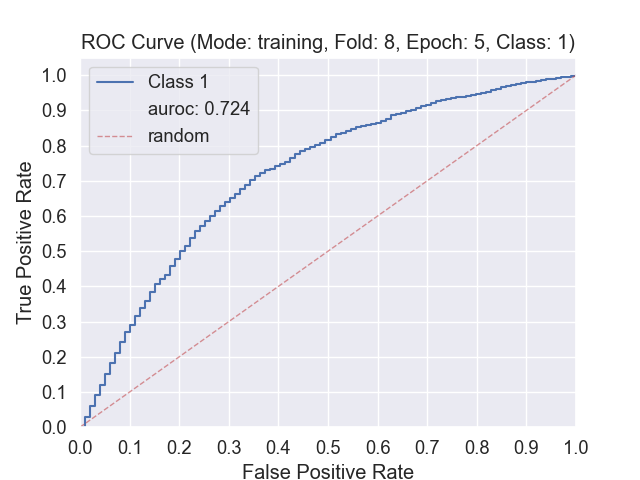 ROC Curve (Mode: training, Fold: 8, Epoch: 5, Class: 1)
Class 1
auroc: 0.724
random
True Positive Rate
1.0
0.9
0.8
0.7
0.6
0.5
0.4
0.3
0.2
0.1
0.0
0.0 0.1 0.2 0.3 0.4 0.5 0.6 0.7 0.8 0.9 1.0
False Positive Rate